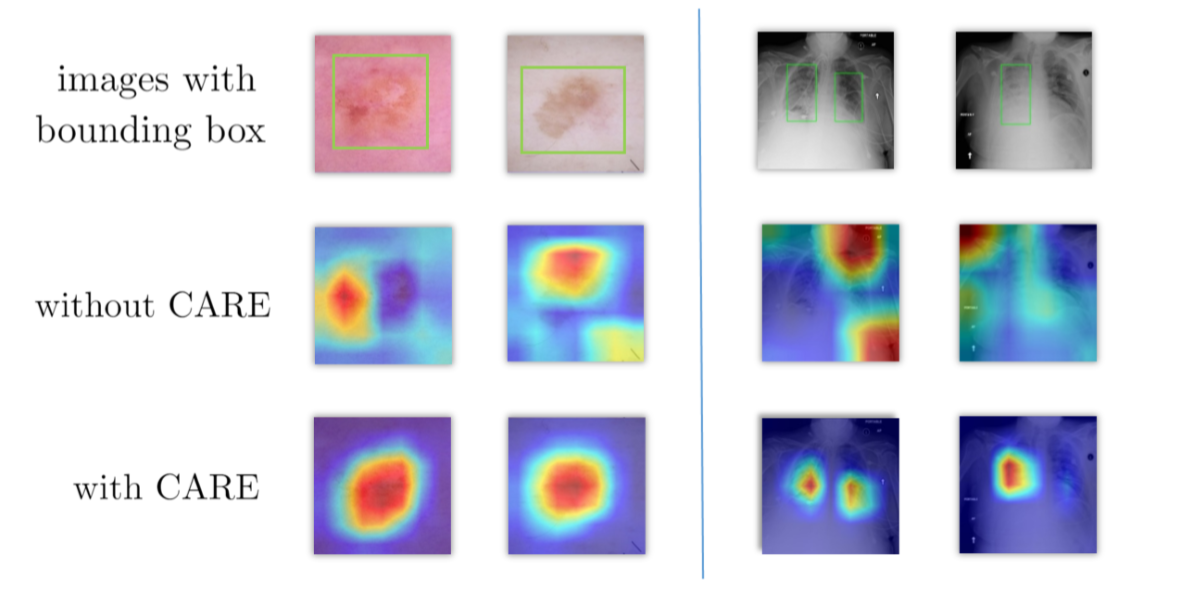 images with
bounding box
without CARE
with CARE